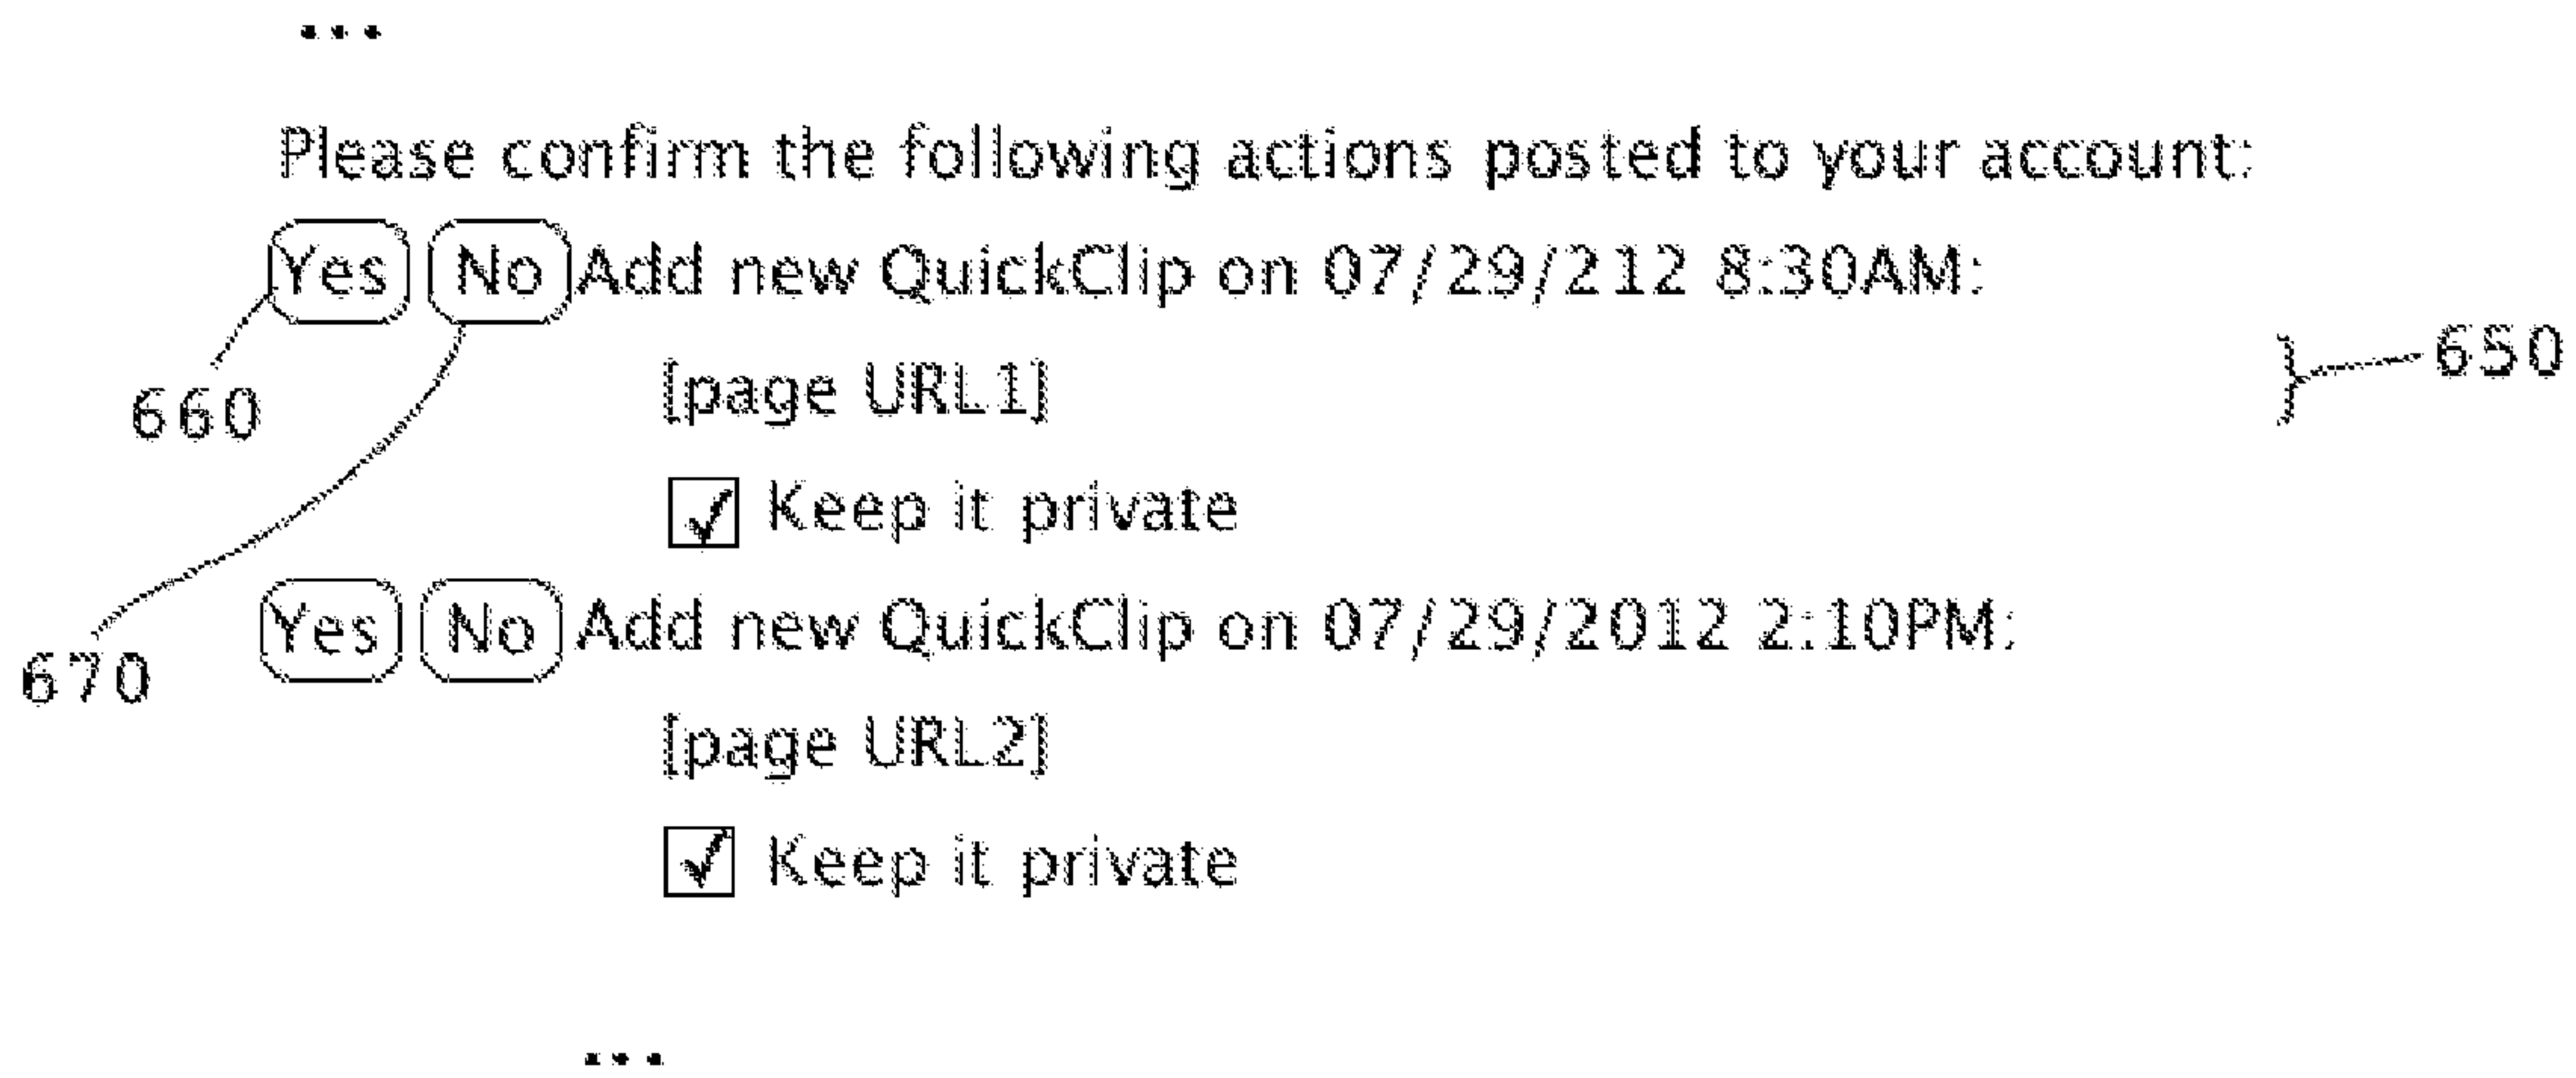 ...
Please confirm the following actions posted to your account:
Yes No Add new QuickClip on 07/29/212 8:30AM:
[page URL1] 650
660
Keep it private
Yes No Add new QuickClip on 07/29/2012 2:10PM:
670
[page URL2]
Keep it private
...